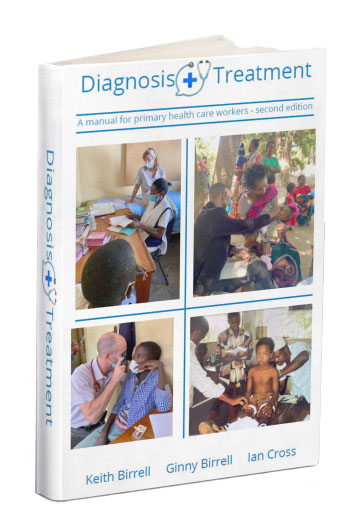 Diagnosis Treatment
A manual for primary health care workers - second edition
Diagnosis Treatment
Keith Birrell Ginny Birrell Ian Cross